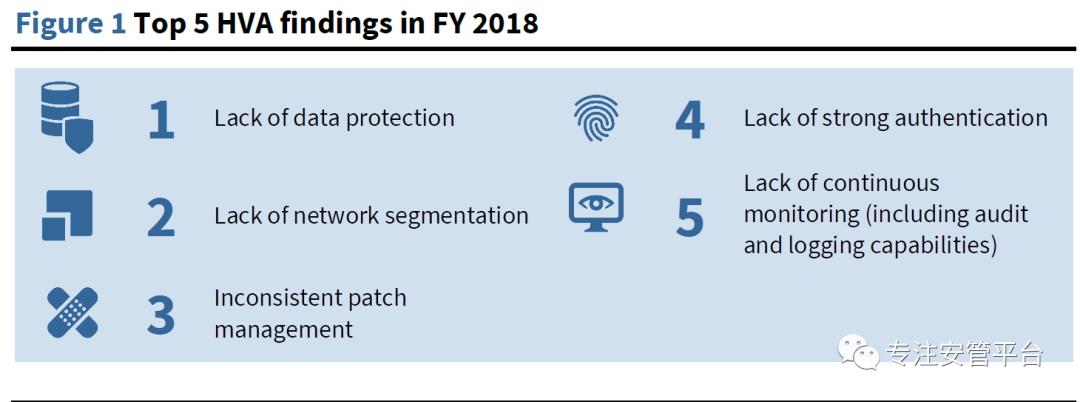 Figure 1 Top 5 HVA findings in FY 2018
1 Lack of data protection
2 Lack of network segmentation
3 Inconsistent patch
management
4 Lack of strong authentication
5 Lack of continuous
monitoring (including audit
and logging capabilities)
专注安管平台